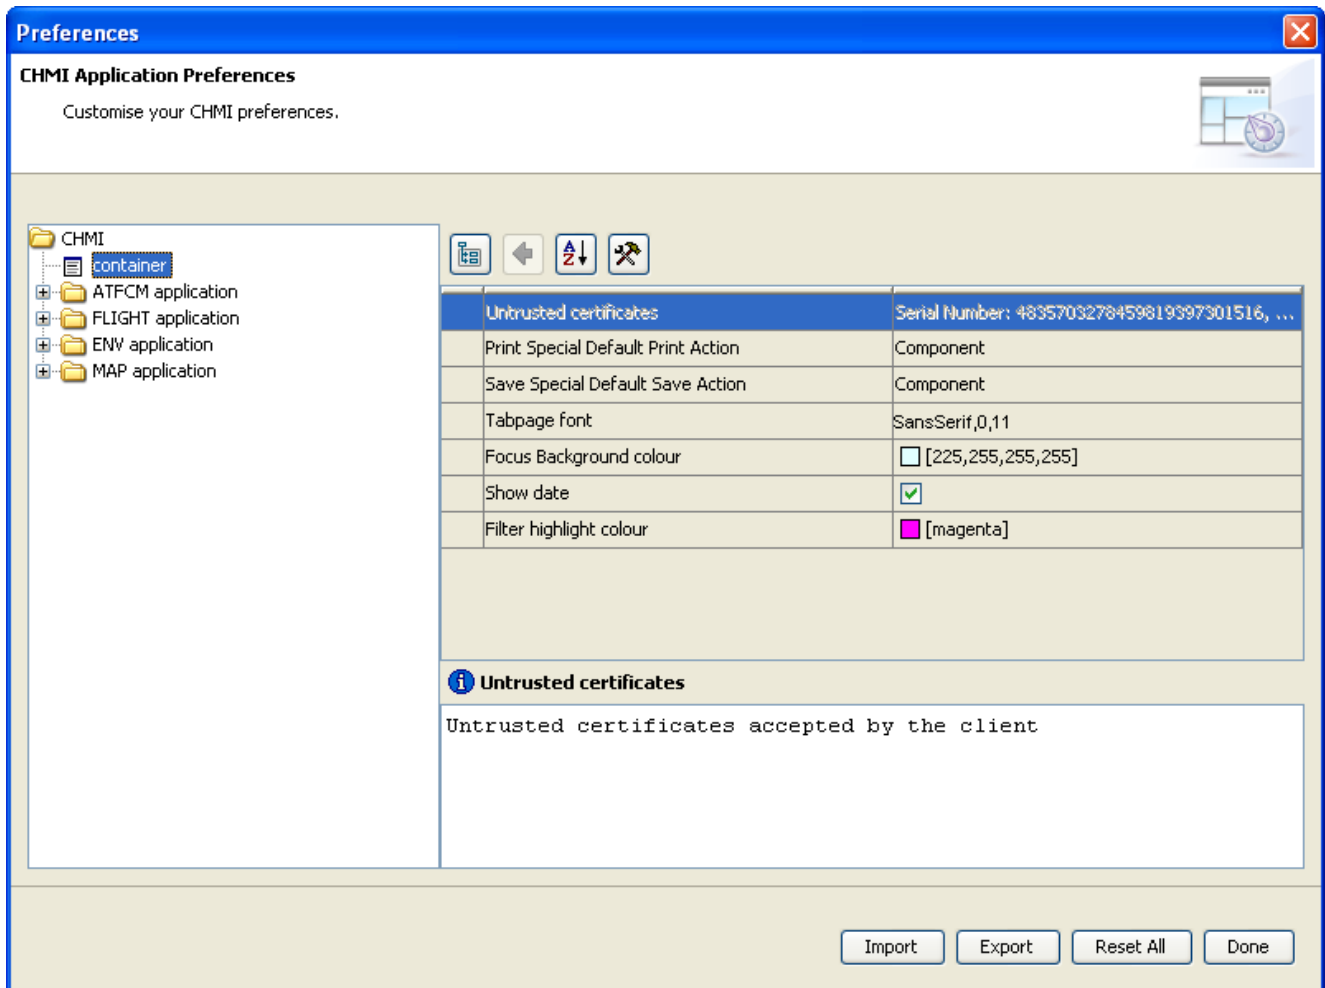 Preferences
CHMI Application Preferences
Customise your CHMI preferences.
CHMI
container
ATFCM application
FLIGHT application
ENV application
MAP application
A
Z
Untrusted certificates Serial Number: 48357032784598193973015​16, ...
Print Special Default Print Action Component
Save Special Default Save Action Component
Tabpage font SansSerif,0,11
Focus Background colour [225,255,255,255]
Show date
Filter highlight colour [magenta]
Untrusted certificates
Untrusted certificates accepted by the client
Import Export Reset All Done